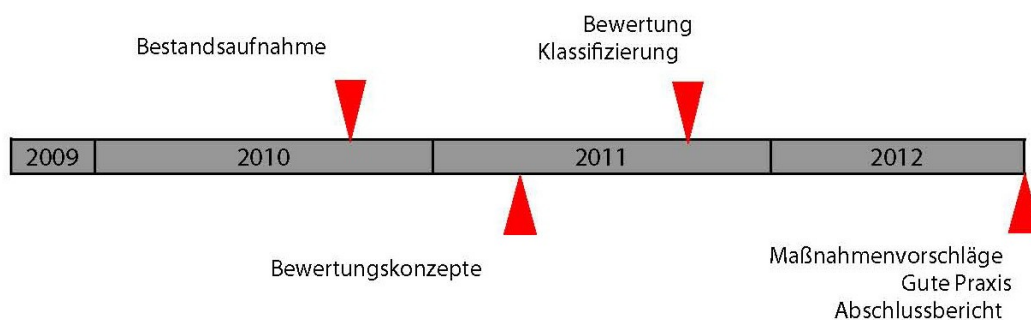 Bewertung
Klassifizierung
Bestandsaufnahme
2009 2010 2011 2012
Bewertungskonzepte
Maßnahmenvorschläge
Gute Praxis
Abschlussbericht